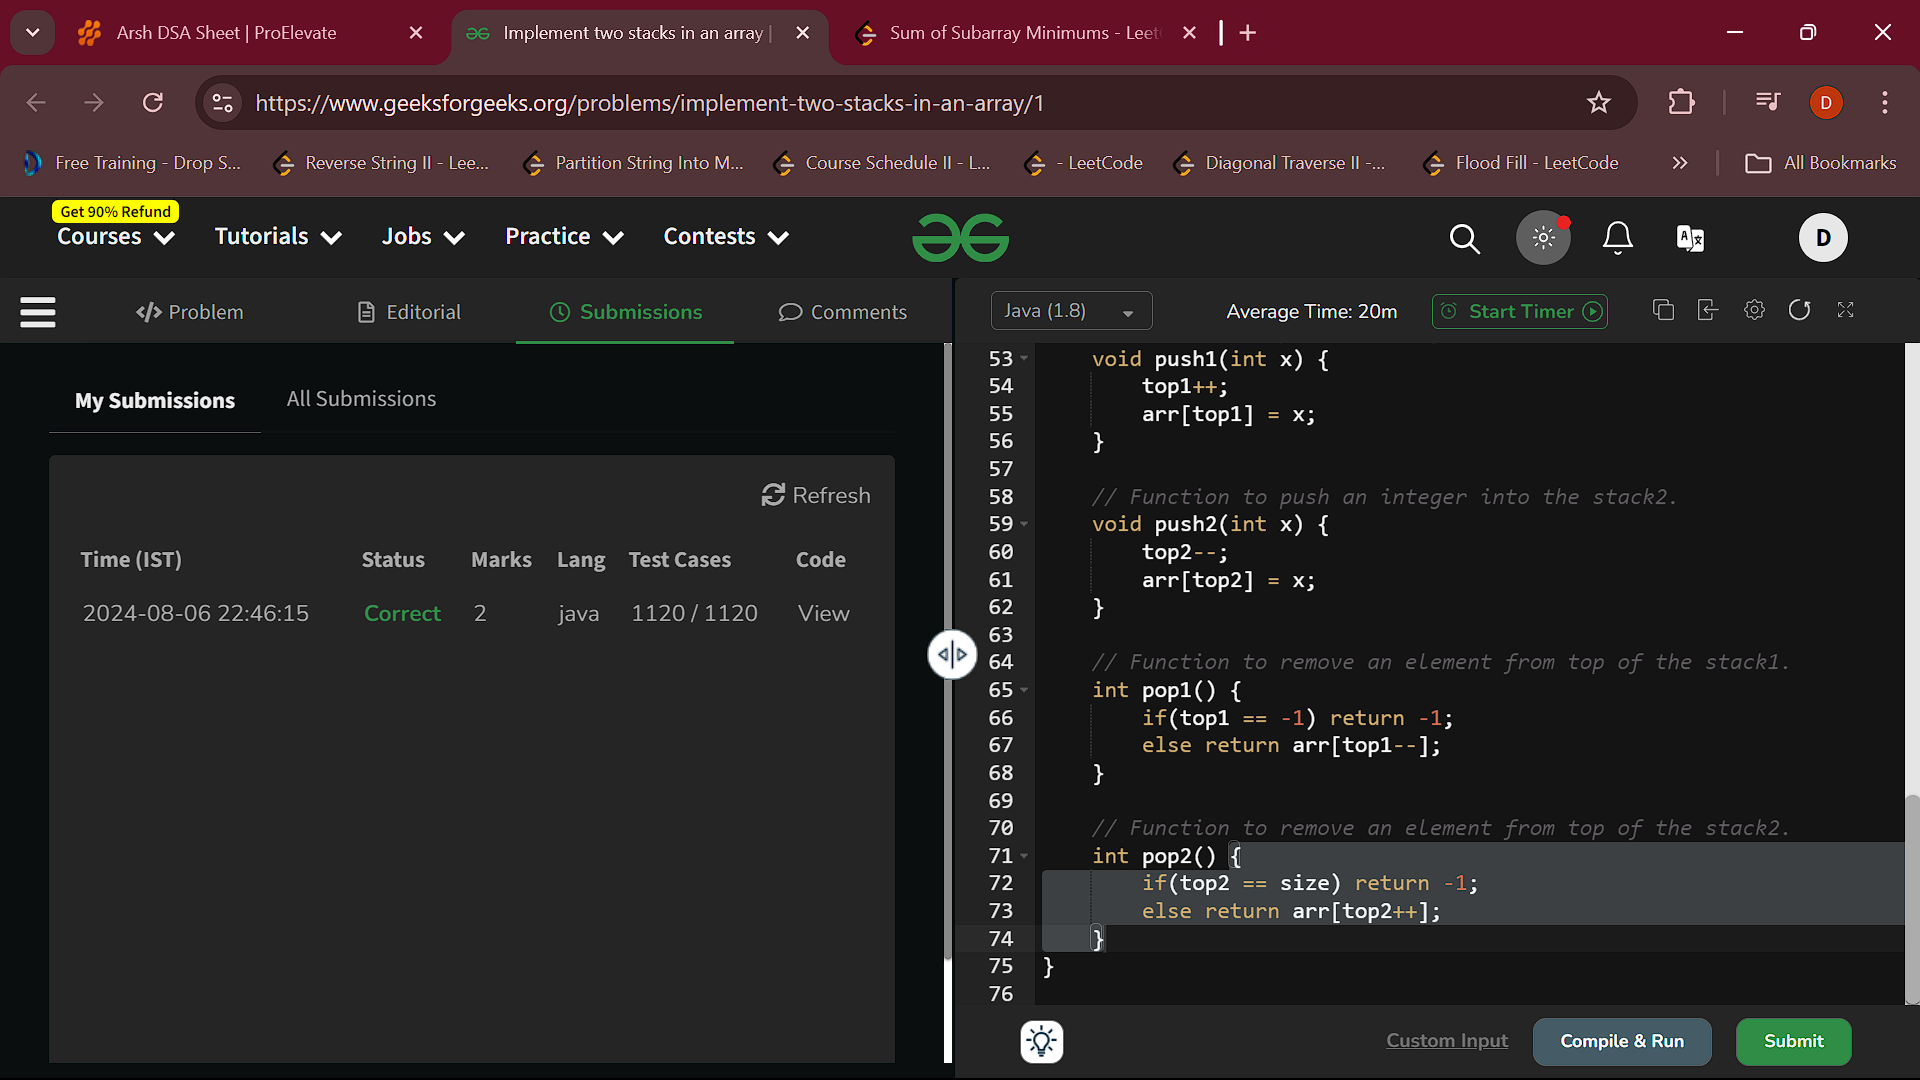 Arsh DSA Sheet | ProElevate
Implement two stacks in an array |
Sum of Subarray Minimums - Leet
https://www.geeksforgeeks.org/problems/implement-two-stacks-in-an-array/1
D
Free Training - Drop S...
Reverse String II - Lee...
Partition String Into M...
Course Schedule II - L...
- LeetCode
Diagonal Traverse II -...
Flood Fill - LeetCode
All Bookmarks
Get 90% Refund
Courses
Tutorials
Jobs
Practice
Contests
D
</> Problem
Editorial
Submissions
Comments
Java (1.8)
Average Time: 20m
Start Timer
My Submissions
All Submissions
Refresh
Time (IST) Status Marks Lang Test Cases Code
2024-08-06 22:46:15 Correct 2 java 1120 / 1120 View
53 void push1(int x) {
54 top1++;
55 arr[top1] = x;
56 }
57
58 // Function to push an integer into the stack2.
59 void push2(int x) {
60 top2--;
61 arr[top2] = x;
62 }
63
64 // Function to remove an element from top of the stack1.
65 int pop1() {
66 if(top1 == -1) return -1;
67 else return arr[top1--];
68 }
69
70 // Function to remove an element from top of the stack2.
71 int pop2() {
72 if(top2 == size) return -1;
73 else return arr[top2++];
74 }
75 }
76
Custom Input
Compile & Run
Submit